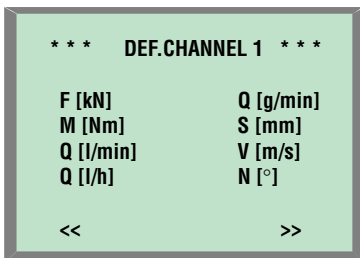 * * * DEF.CHANNEL 1 * * *
F [kN] Q [g/min]
M [Nm] S [mm]
Q [l/min] V [m/s]
Q [l/h] N [°]
<< >>